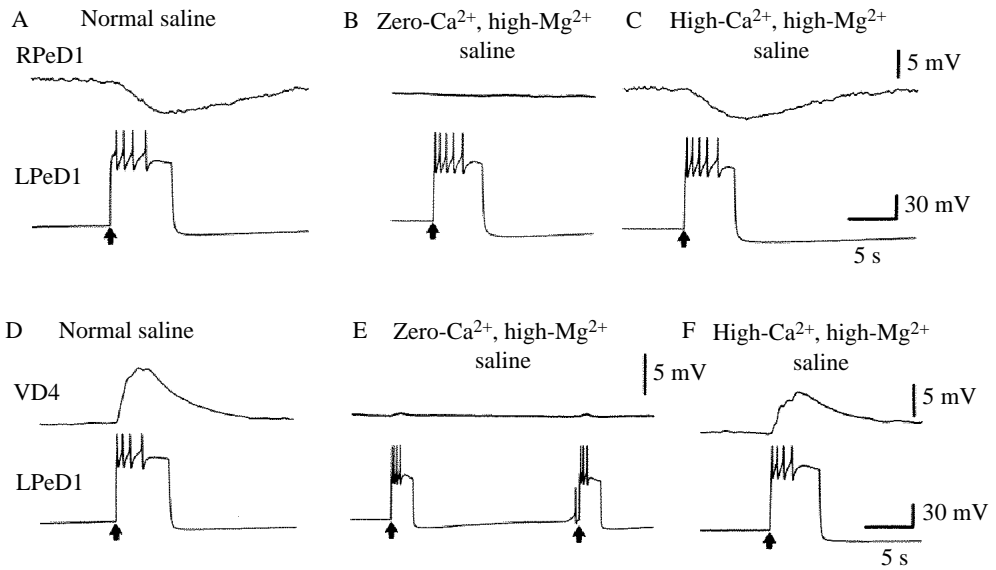 A Normal saline
B Zero-Ca²⁺, high-Mg²⁺
saline
C High-Ca²⁺, high-Mg²⁺
saline
RPeD1
5 mV
LPeD1
30 mV
5 s
D Normal saline
E Zero-Ca²⁺, high-Mg²⁺
saline
F High-Ca²⁺, high-Mg²⁺
saline
VD4
5 mV
5 mV
LPeD1
30 mV
5 s